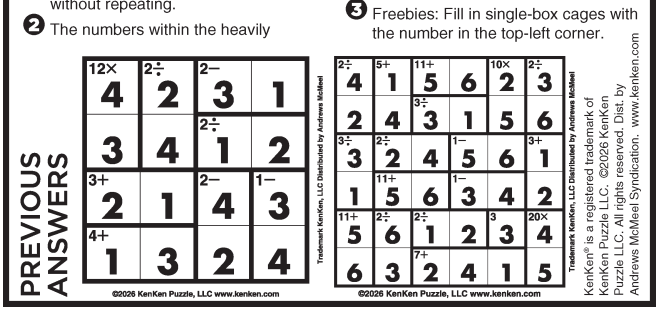 without repeating.
❷ The numbers within the heavily
❸ Freebies: Fill in single-box cages with
the number in the top-left corner.
PREVIOUS
ANSWERS
12× 2÷ 2−
4 2 3 1
2÷
3 4 1 2
3+ 2− 1−
2 1 4 3
4+
1 3 2 4
©2026 KenKen Puzzle, LLC www.kenken.com
Trademark KenKen, LLC Distributed by Andrews McMeel
2÷ 5+ 11+ 10× 2÷
4 1 5 6 2 3
3÷
2 4 3 1 5 6
3÷ 2÷ 1− 3+
3 2 4 5 6 1
11+ 1−
1 5 6 3 4 2
11+ 2÷ 2÷ 3 20×
5 6 1 2 3 4
7+
6 3 2 4 1 5
©2026 KenKen Puzzle, LLC www.kenken.com
Trademark KenKen, LLC Distributed by Andrews McMeel
KenKen® is a registered trademark of
KenKen Puzzle LLC. ©2026 KenKen
Puzzle LLC. All rights reserved. Dist. by
Andrews McMeel Syndication. www.kenken.com